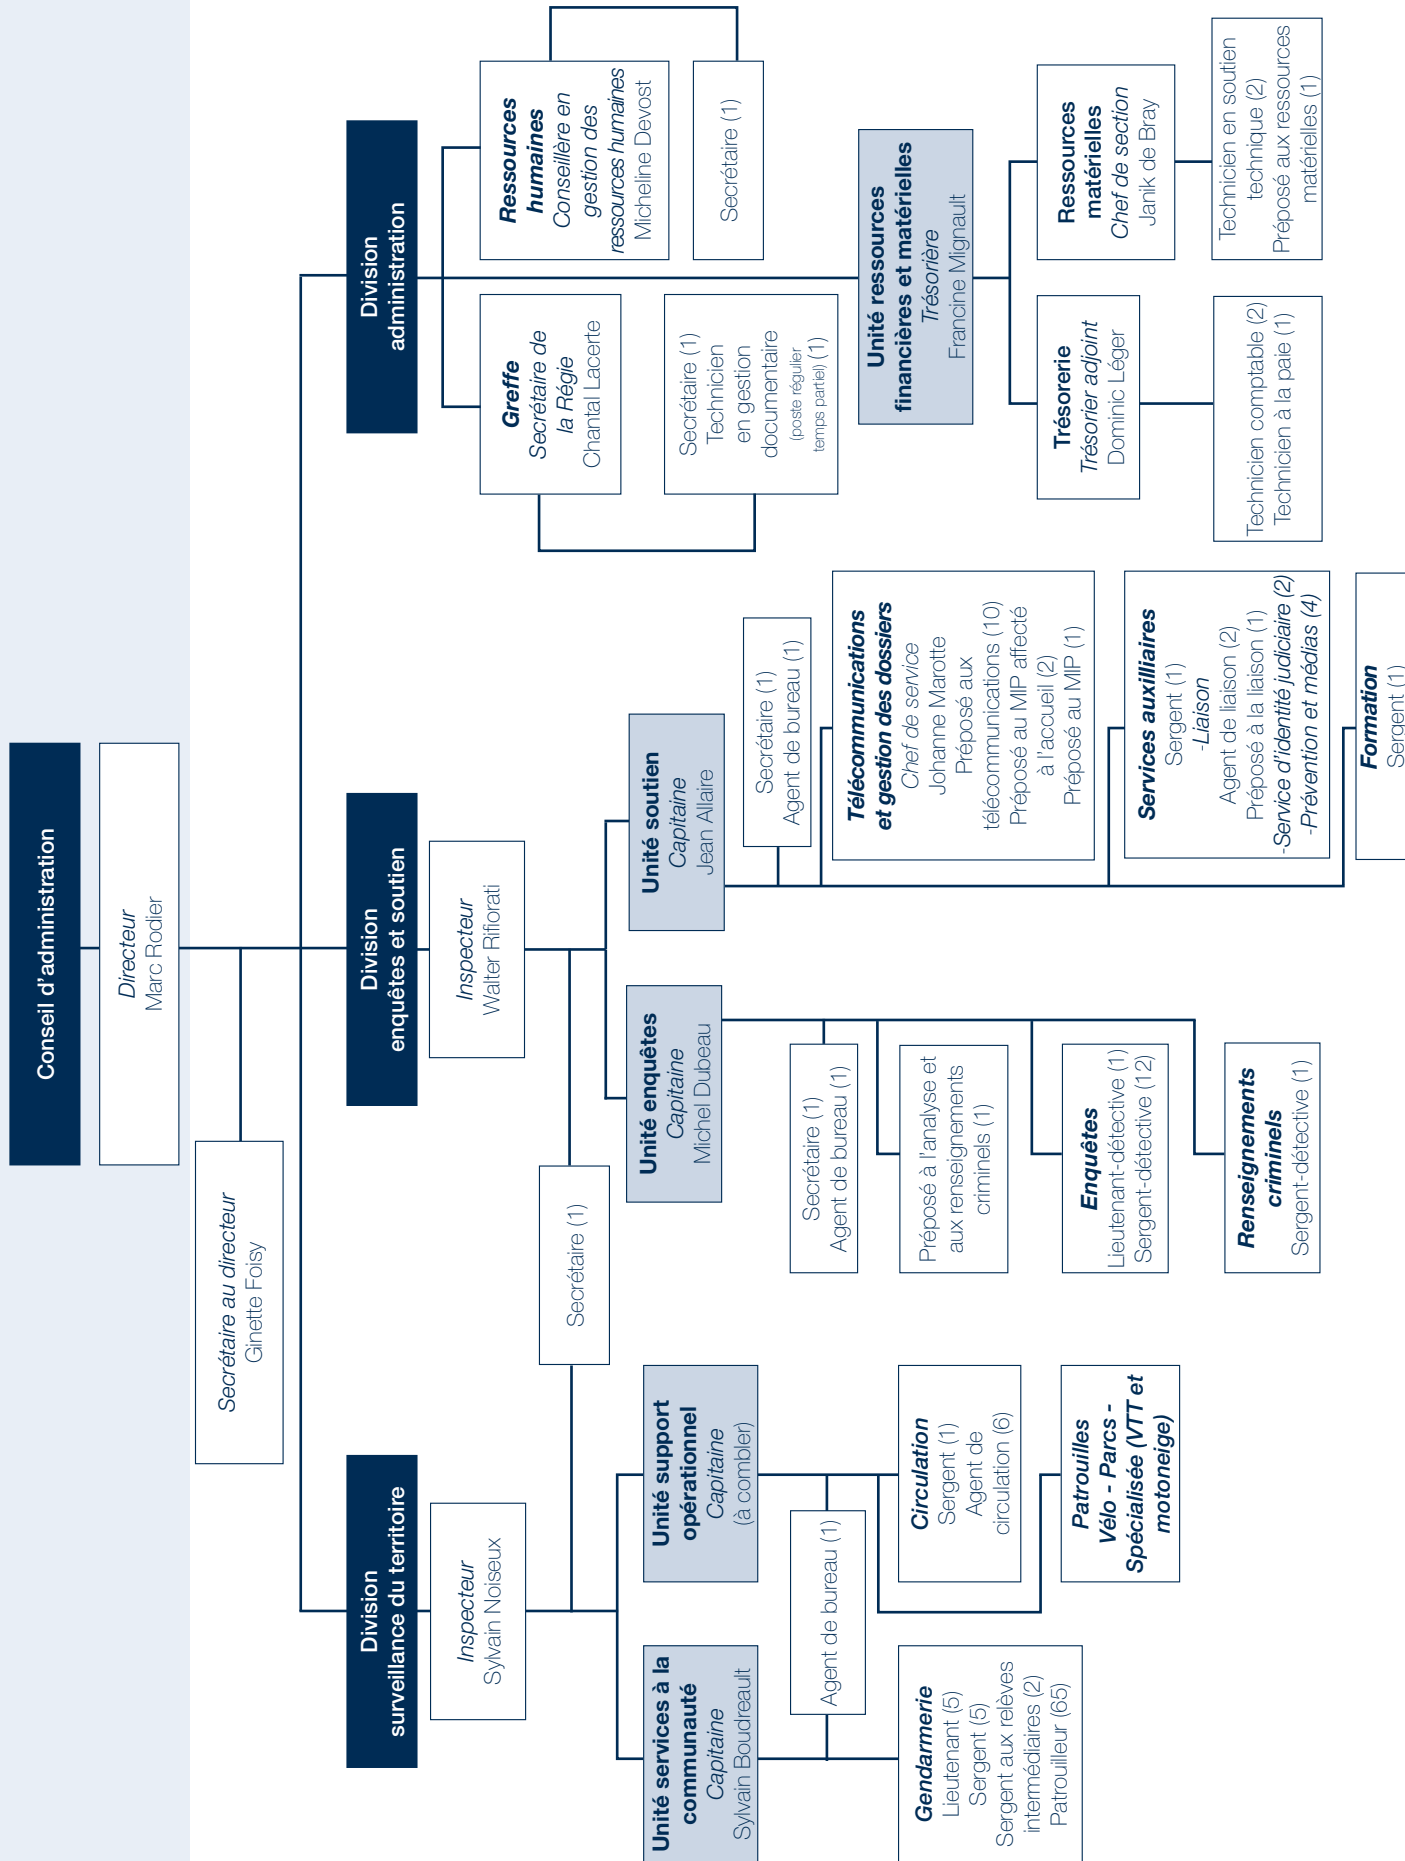 Conseil d'administration
Directeur
Marc Rodier
Secrétaire au directeur
Ginette Foisy
Division
surveillance du territoire
Inspecteur
Sylvain Noiseux
Division
enquêtes et soutien
Inspecteur
Walter Rifiorati
Division
administration
Secrétaire (1)
Unité services à la
communauté
Capitaine
Sylvain Boudreault
Unité support
opérationnel
Capitaine
(à combler)
Agent de bureau (1)
Gendarmerie
Lieutenant (5)
Sergent (5)
Sergent aux relèves
intermédiaires (2)
Patrouilleur (65)
Circulation
Sergent (1)
Agent de
circulation (6)
Patrouilles
Vélo - Parcs -
Spécialisée (VTT et
motoneige)
Unité enquêtes
Capitaine
Michel Dubeau
Secrétaire (1)
Agent de bureau (1)
Préposé à l'analyse et
aux renseignements
criminels (1)
Enquêtes
Lieutenant-détective (1)
Sergent-détective (12)
Renseignements
criminels
Sergent-détective (1)
Unité soutien
Capitaine
Jean Allaire
Secrétaire (1)
Agent de bureau (1)
Télécommunications
et gestion des dossiers
Chef de service
Johanne Marotte
Préposé aux
télécommunications (10)
Préposé au MIP affecté
à l'accueil (2)
Préposé au MIP (1)
Services auxilliaires
Sergent (1)
-Liaison
Agent de liaison (2)
Préposé à la liaison (1)
-Service d'identité judiciaire (2)
-Prévention et médias (4)
Formation
Sergent (1)
Greffe
Secrétaire de
la Régie
Chantal Lacerte
Secrétaire (1)
Technicien
en gestion
documentaire
(poste régulier
temps partiel) (1)
Ressources
humaines
Conseillère en
gestion des
ressources humaines
Micheline Devost
Secrétaire (1)
Unité ressources
financières et matérielles
Trésorière
Francine Mignault
Trésorerie
Trésorier adjoint
Dominic Léger
Technicien comptable (2)
Technicien à la paie (1)
Ressources
matérielles
Chef de section
Janik de Bray
Technicien en soutien
technique (2)
Préposé aux ressources
matérielles (1)